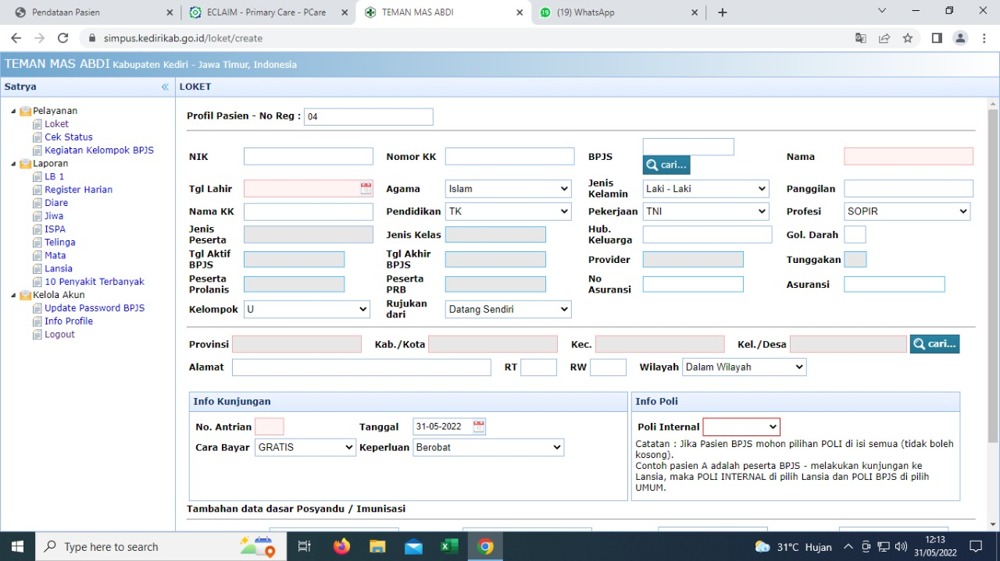 Pendataan Pasien
ECLAIM - Primary Care - PCare
TEMAN MAS ABDI
(19) WhatsApp
simpus.kedirikab.go.id/loket/create
TEMAN MAS ABDI Kabupaten Kediri - Jawa Timur, Indonesia
Satrya
LOKET
Pelayanan
Loket
Cek Status
Kegiatan Kelompok BPJS
Laporan
LB 1
Register Harian
Diare
Jiwa
ISPA
Telinga
Mata
Lansia
10 Penyakit Terbanyak
Kelola Akun
Update Password BPJS
Info Profile
Logout
Profil Pasien - No Reg : 04
NIK
Nomor KK
BPJS
cari...
Nama
Tgl Lahir
Agama Islam
Jenis Kelamin Laki - Laki
Panggilan
Nama KK
Pendidikan TK
Pekerjaan TNI
Profesi SOPIR
Jenis Peserta
Jenis Kelas
Hub. Keluarga
Gol. Darah
Tgl Aktif BPJS
Tgl Akhir BPJS
Provider
Tunggakan
Peserta Prolanis
Peserta PRB
No Asuransi
Asuransi
Kelompok U
Rujukan dari Datang Sendiri
Provinsi
Kab./Kota
Kec.
Kel./Desa
cari...
Alamat
RT
RW
Wilayah Dalam Wilayah
Info Kunjungan
No. Antrian
Tanggal 31-05-2022
Cara Bayar GRATIS
Keperluan Berobat
Info Poli
Poli Internal
Catatan : Jika Pasien BPJS mohon pilihan POLI di isi semua (tidak boleh
kosong).
Contoh pasien A adalah peserta BPJS - melakukan kunjungan ke
Lansia, maka POLI INTERNAL di pilih Lansia dan POLI BPJS di pilih
UMUM.
Tambahan data dasar Posyandu / Imunisasi
Type here to search
31°C Hujan
12:13
31/05/2022